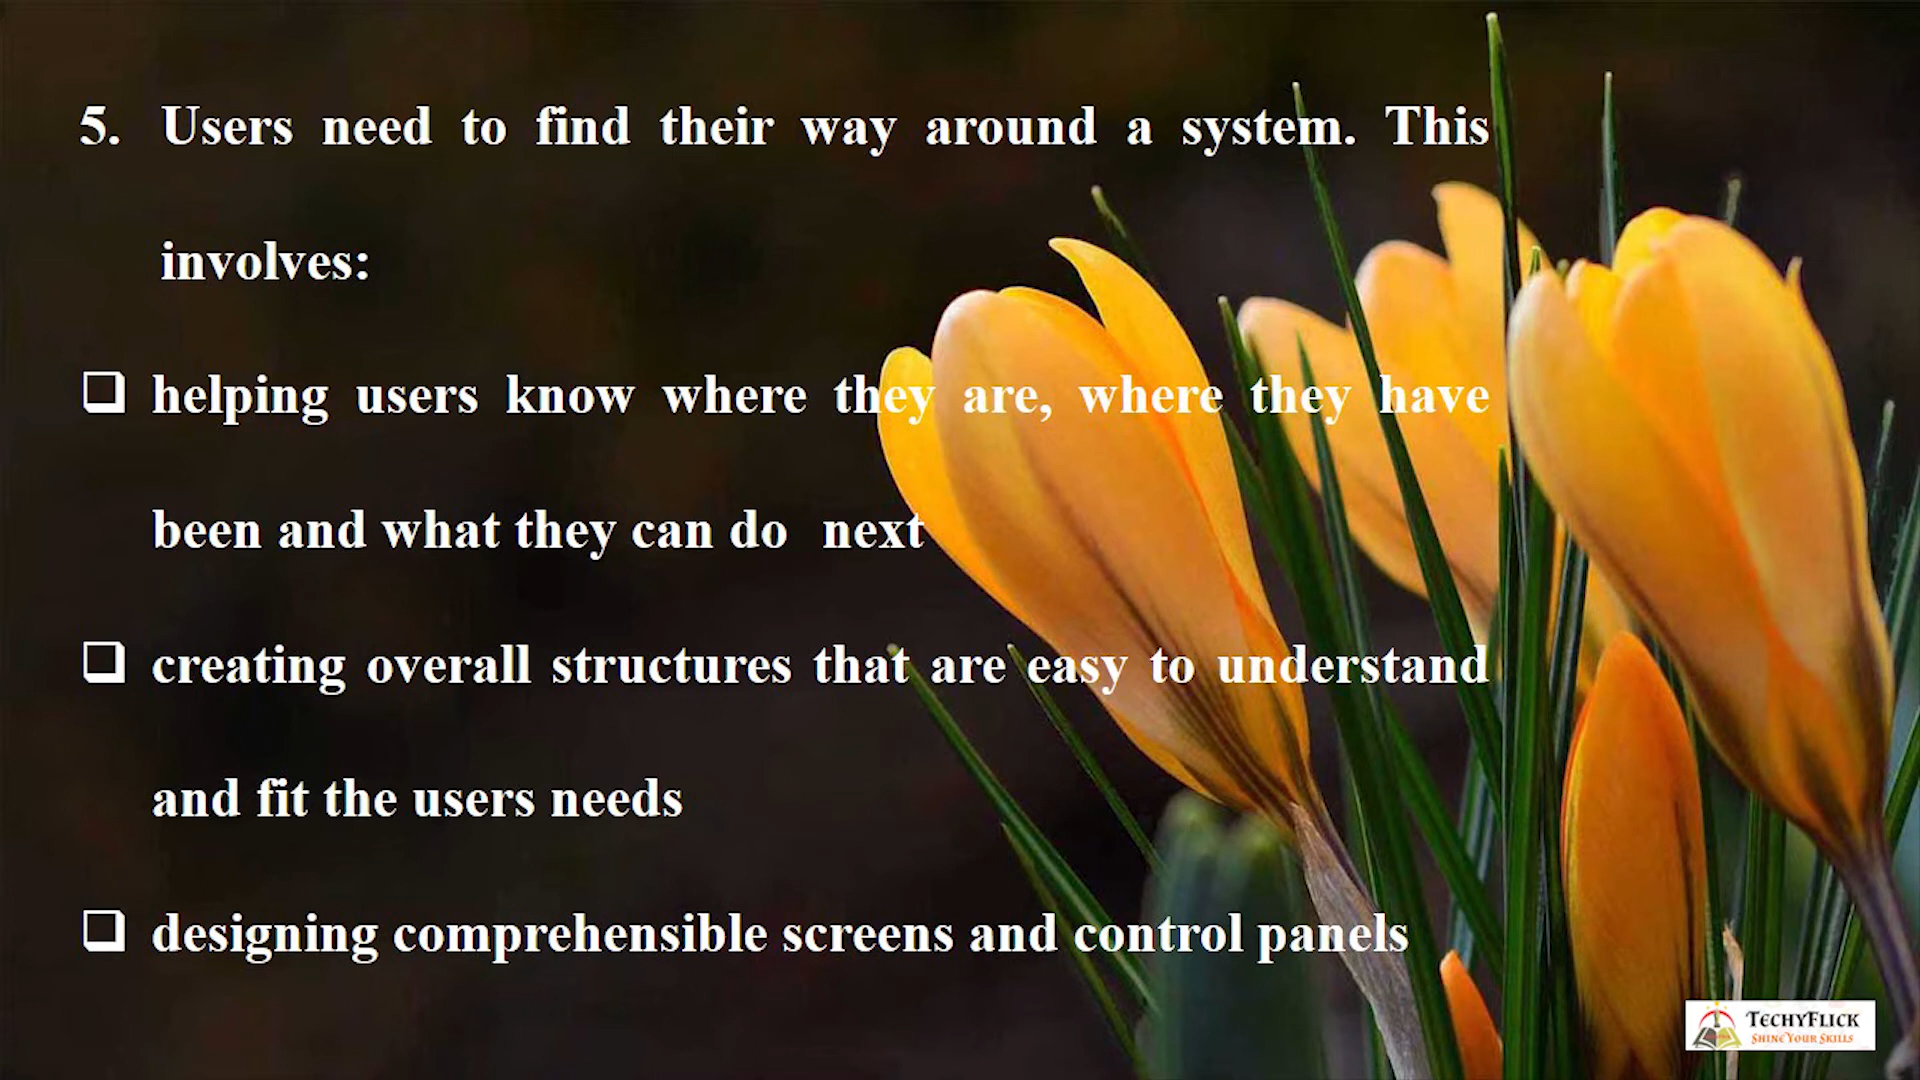 5. Users need to find their way around a system. This
involves:
❑ helping users know where they are, where they have
been and what they can do next
❑ creating overall structures that are easy to understand
and fit the users needs
❑ designing comprehensible screens and control panels
TECHYFLICK
SHINE YOUR SKILLS